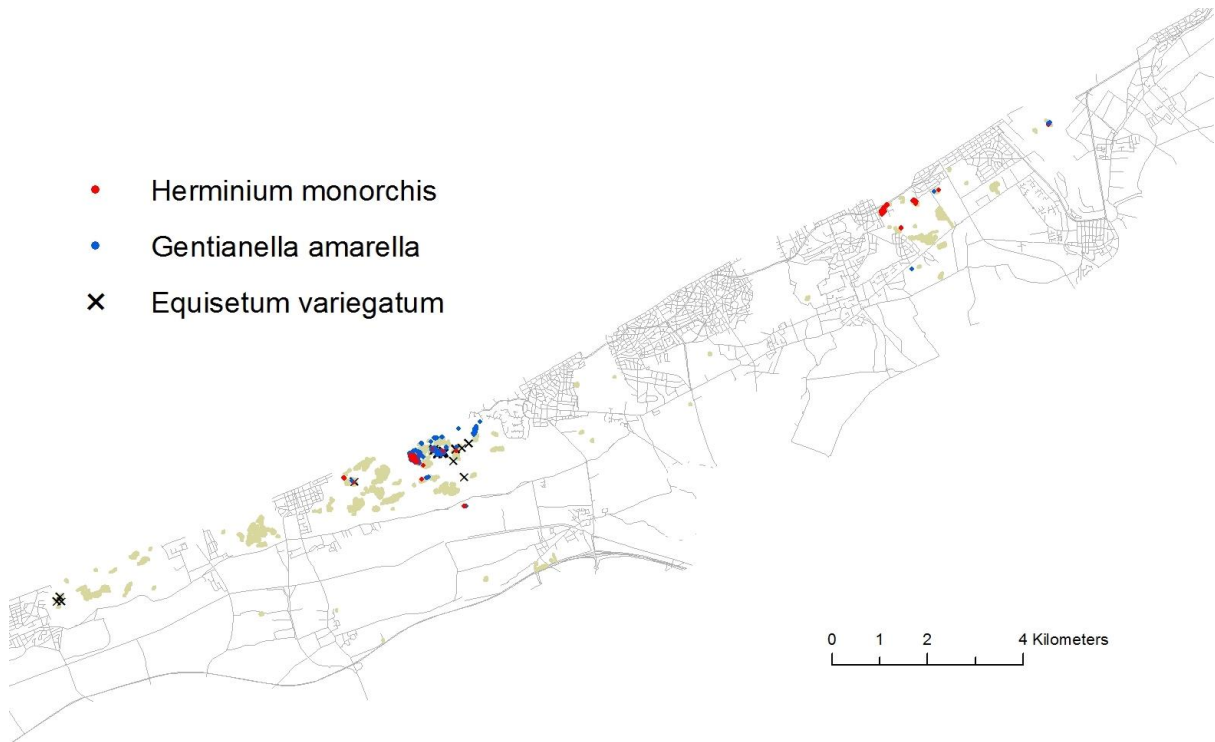 Herminium monorchis
Gentianella amarella
Equisetum variegatum
0 1 2 4 Kilometers